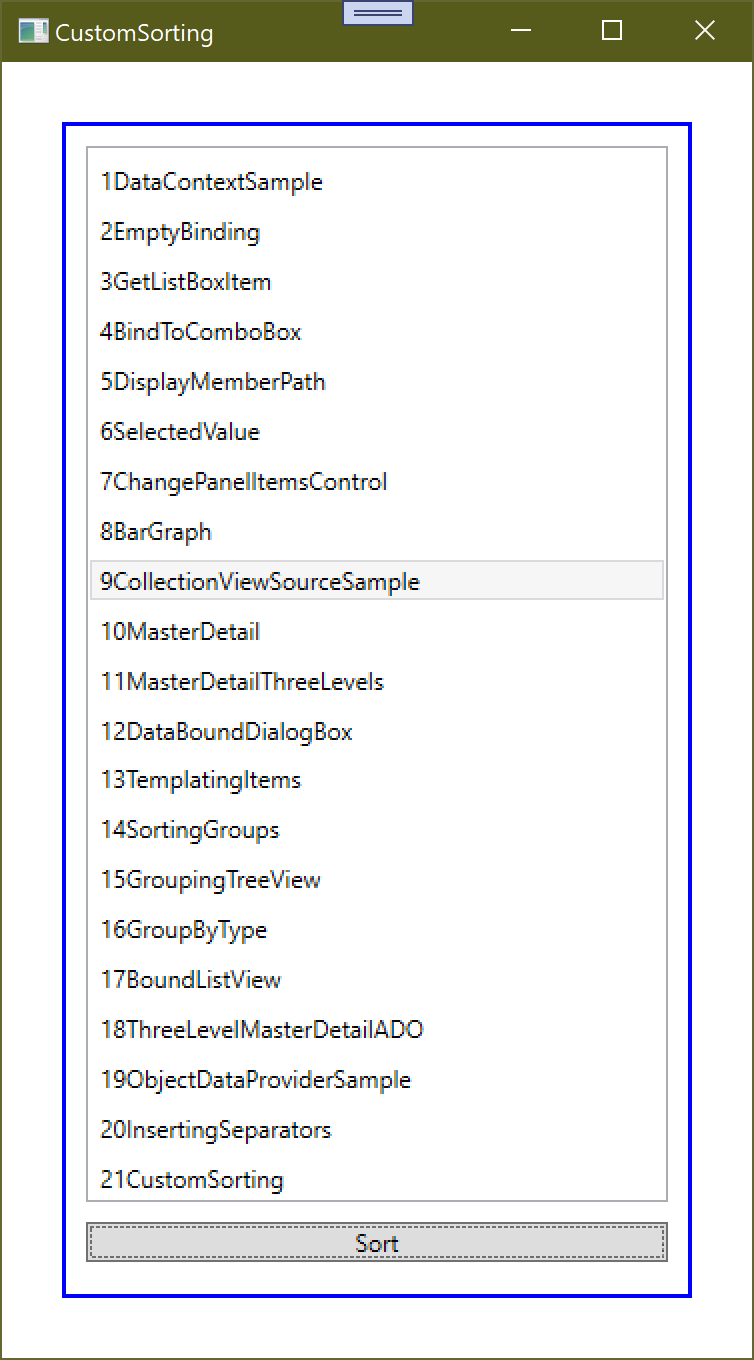 CustomSorting
1DataContextSample
2EmptyBinding
3GetListBoxItem
4BindToComboBox
5DisplayMemberPath
6SelectedValue
7ChangePanelItemsControl
8BarGraph
9CollectionViewSourceSample
10MasterDetail
11MasterDetailThreeLevels
12DataBoundDialogBox
13TemplatingItems
14SortingGroups
15GroupingTreeView
16GroupByType
17BoundListView
18ThreeLevelMasterDetailADO
19ObjectDataProviderSample
20InsertingSeparators
21CustomSorting
Sort